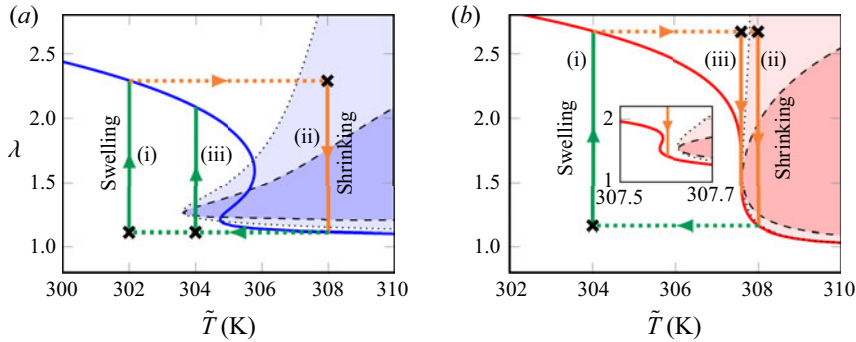 (a)
(b)
2.5
2.0
1.5
1.0
λ
Swelling
(i)
(iii)
(ii)
Shrinking
300
302
304
306
308
310
T̃ (K)
2.5
2.0
1.5
1.0
Swelling
(i)
(iii)
(ii)
Shrinking
2
1
307.5
307.7
302
304
306
308
310
T̃ (K)